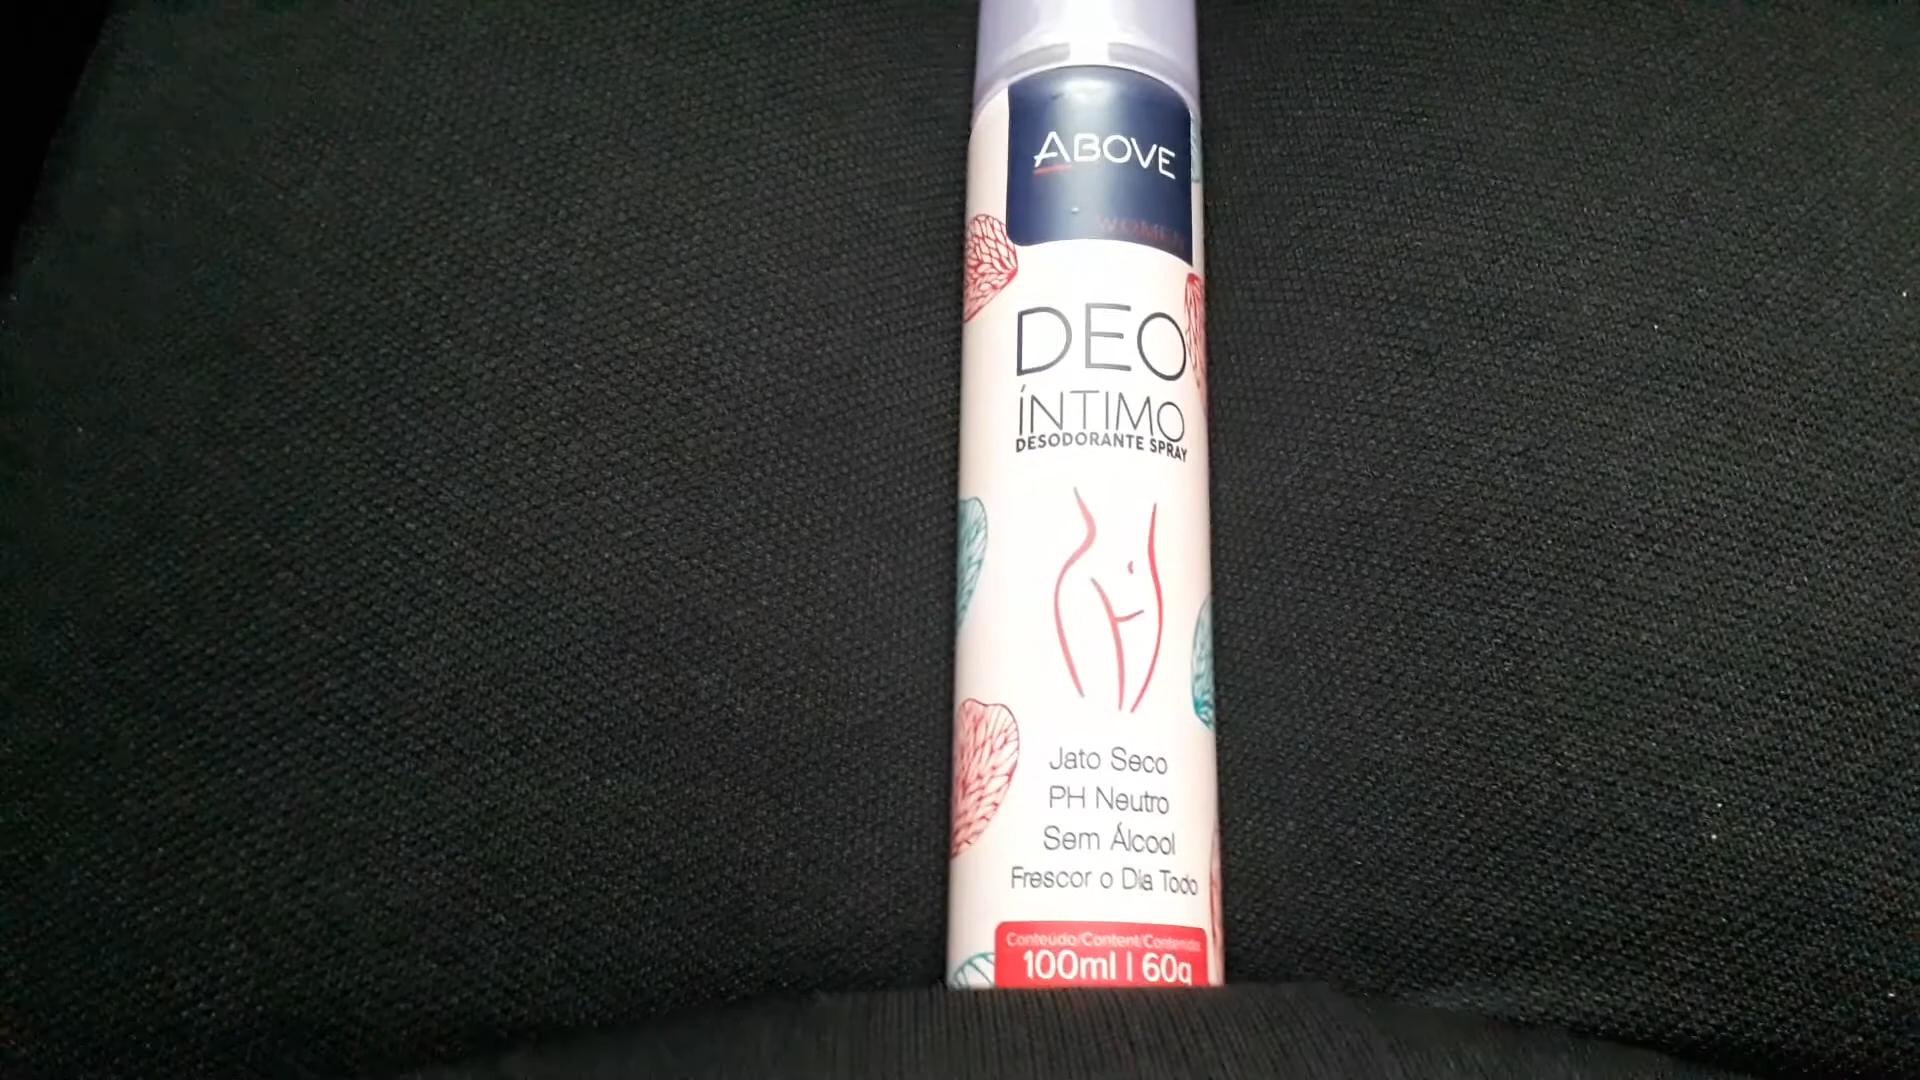 ABOVE
WOMEN
DEO
ÍNTIMO
DESODORANTE SPRAY
Jato Seco
PH Neutro
Sem Álcool
Frescor o Dia Todo
Conteúdo/Content/Contenido
100ml | 60g